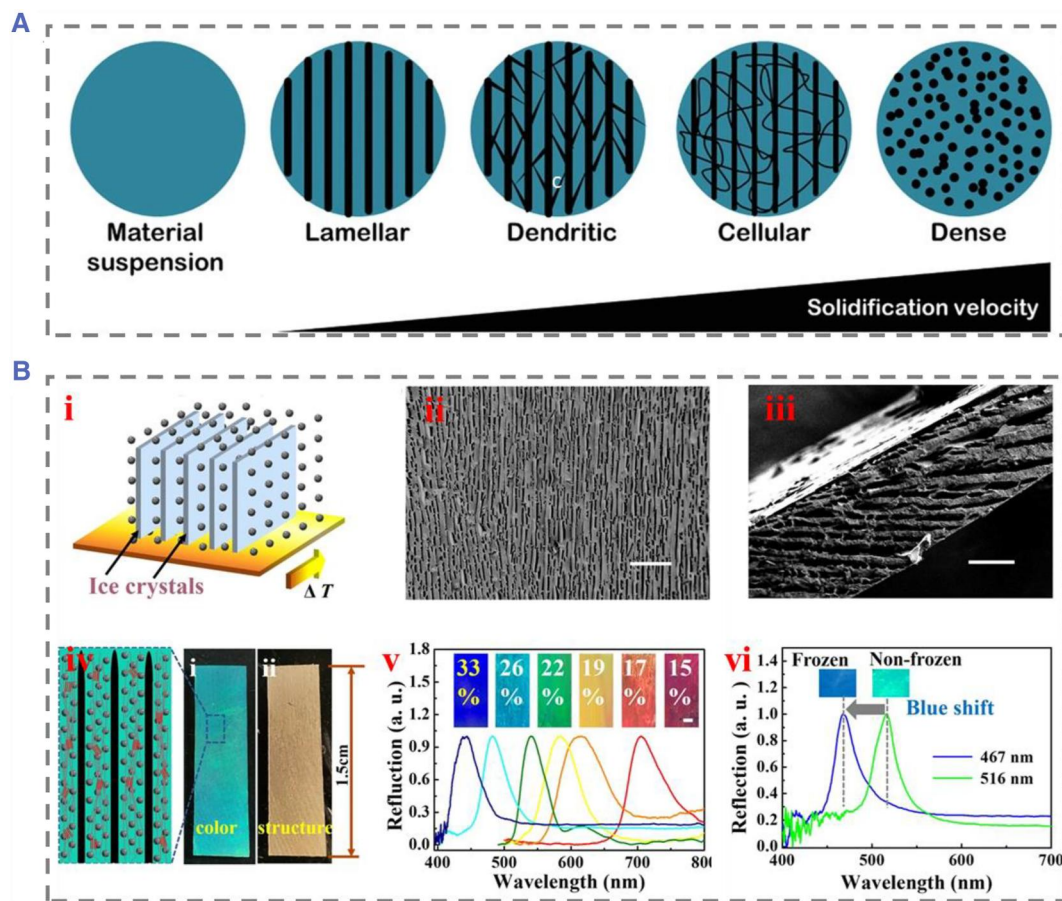 A
C
Material
suspension
Lamellar
Dendritic
Cellular
Dense
Solidification velocity
B
i
Ice crystals
Δ T
ii
iii
iv
i
color
ii
structure
1.5cm
v
Refluction (a. u.)
1.8
1.5
1.2
0.9
0.6
0.3
0.0
33
%
26
%
22
%
19
%
17
%
15
%
400 500 600 700 800
Wavelength (nm)
vi
Reflection (a. u.)
1.4
1.2
1.0
0.8
0.6
0.4
0.2
0.0
Frozen
Non-frozen
Blue shift
467 nm
516 nm
400 500 600 700
Wavelength (nm)